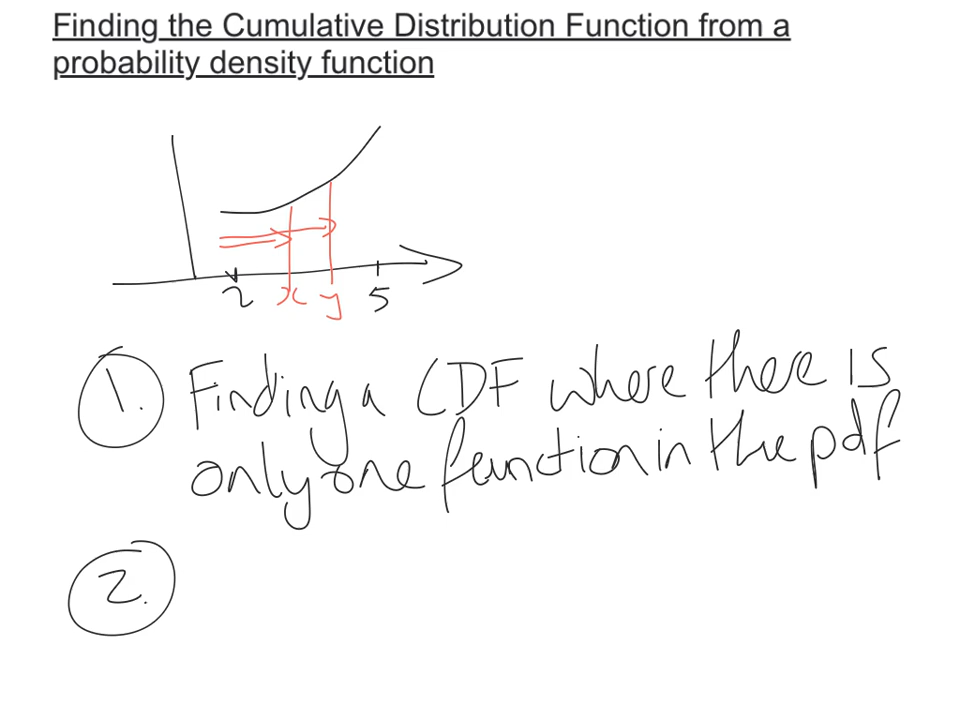 Finding the Cumulative Distribution Function from a
probability density function
2 x y 5
1. Finding a CDF where there is
only one function in the pdf
2.